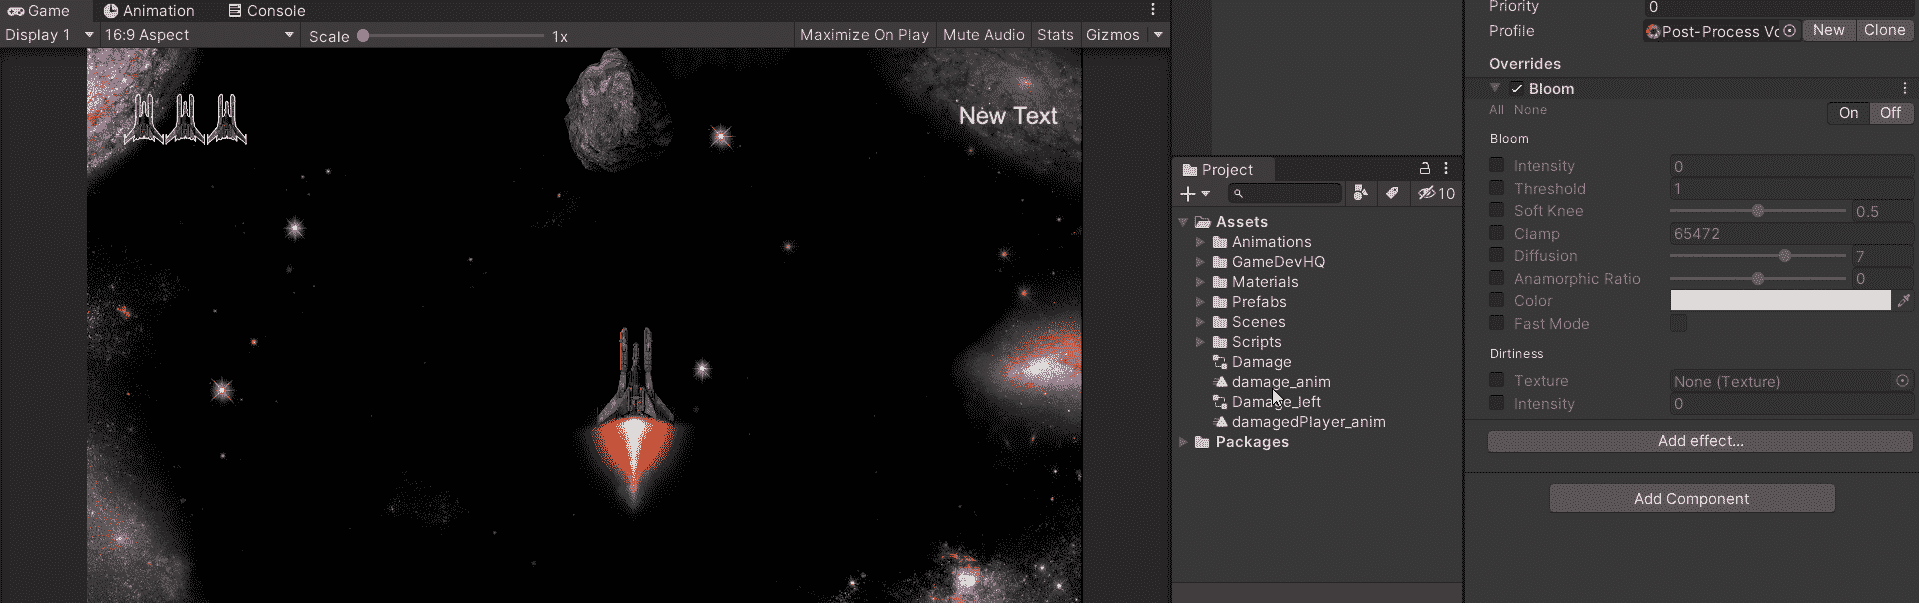 Game Animation Console
Display 1 16:9 Aspect Scale 1x Maximize On Play Mute Audio Stats Gizmos
New Text
Project
10
Assets
Animations
GameDevHQ
Materials
Prefabs
Scenes
Scripts
Damage
damage_anim
Damage_left
damagedPlayer_anim
Packages
Priority 0
Profile Post-Process Vo New Clone
Overrides
Bloom
All None On Off
Bloom
Intensity 0
Threshold 1
Soft Knee 0.5
Clamp 65472
Diffusion 7
Anamorphic Ratio 0
Color
Fast Mode
Dirtiness
Texture None (Texture)
Intensity 0
Add effect...
Add Component